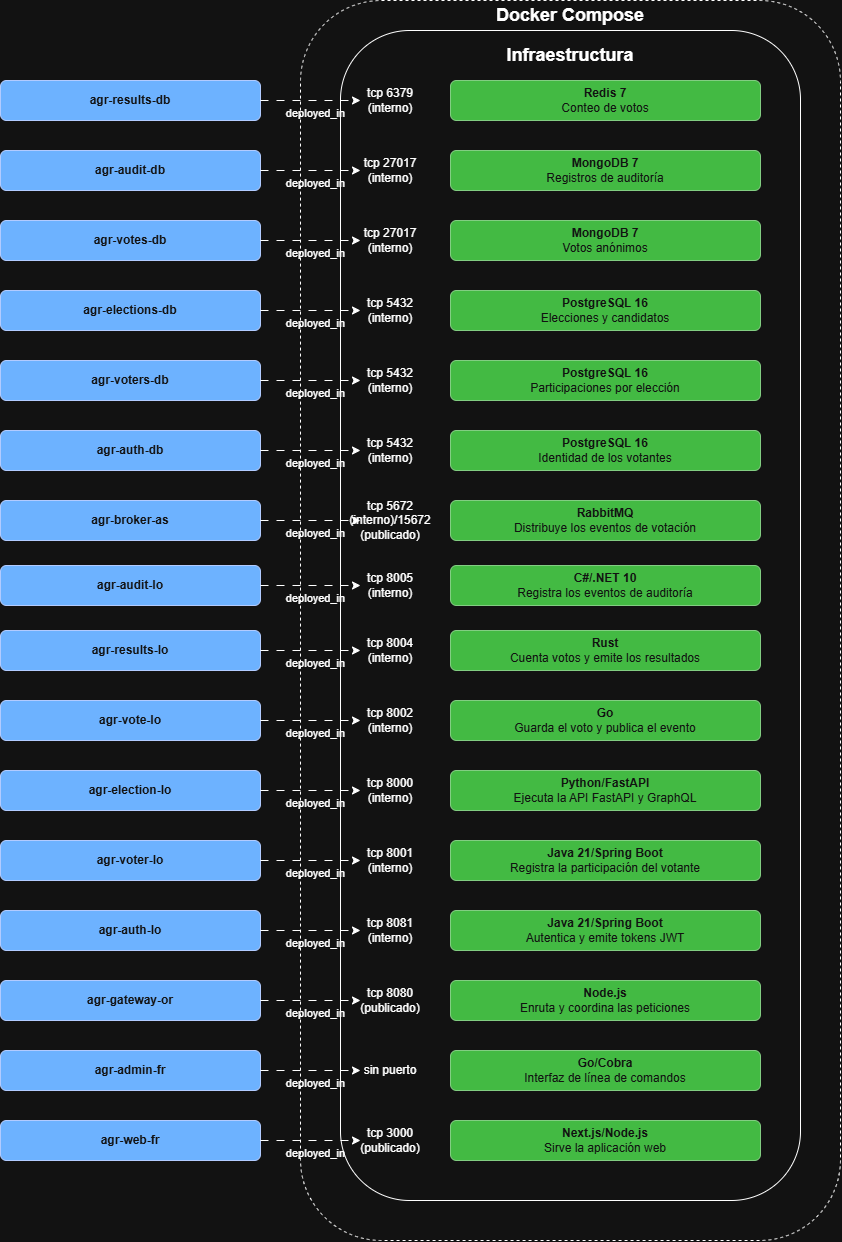 Docker Compose
Infraestructura
agr-results-db
deployed_in
tcp 6379
(interno)
Redis 7
Conteo de votos
agr-audit-db
deployed_in
tcp 27017
(interno)
MongoDB 7
Registros de auditoría
agr-votes-db
deployed_in
tcp 27017
(interno)
MongoDB 7
Votos anónimos
agr-elections-db
deployed_in
tcp 5432
(interno)
PostgreSQL 16
Elecciones y candidatos
agr-voters-db
deployed_in
tcp 5432
(interno)
PostgreSQL 16
Participaciones por elección
agr-auth-db
deployed_in
tcp 5432
(interno)
PostgreSQL 16
Identidad de los votantes
agr-broker-as
deployed_in
tcp 5672
(interno)/15672
(publicado)
RabbitMQ
Distribuye los eventos de votación
agr-audit-lo
deployed_in
tcp 8005
(interno)
C#/.NET 10
Registra los eventos de auditoría
agr-results-lo
deployed_in
tcp 8004
(interno)
Rust
Cuenta votos y emite los resultados
agr-vote-lo
deployed_in
tcp 8002
(interno)
Go
Guarda el voto y publica el evento
agr-election-lo
deployed_in
tcp 8000
(interno)
Python/FastAPI
Ejecuta la API FastAPI y GraphQL
agr-voter-lo
deployed_in
tcp 8001
(interno)
Java 21/Spring Boot
Registra la participación del votante
agr-auth-lo
deployed_in
tcp 8081
(interno)
Java 21/Spring Boot
Autentica y emite tokens JWT
agr-gateway-or
deployed_in
tcp 8080
(publicado)
Node.js
Enruta y coordina las peticiones
agr-admin-fr
deployed_in
sin puerto
Go/Cobra
Interfaz de línea de comandos
agr-web-fr
deployed_in
tcp 3000
(publicado)
Next.js/Node.js
Sirve la aplicación web